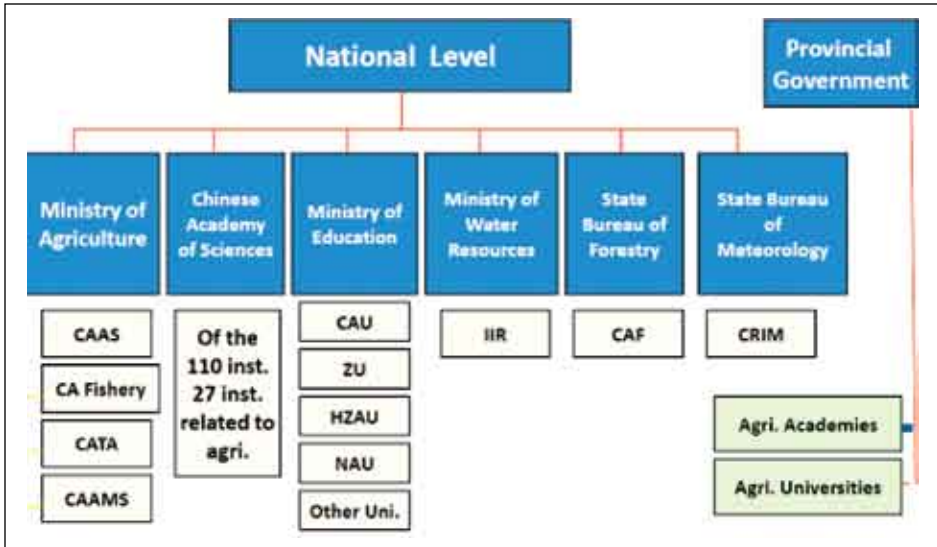 National Level
Provincial
Government
Ministry of
Agriculture
Chinese
Academy
of Sciences
Ministry of
Education
Ministry of
Water
Resources
State
Bureau of
Forestry
State Bureau
of
Meteorology
CAAS
CA Fishery
CATA
CAAMS
Of the
110 inst.
27 inst.
related to
agri.
CAU
ZU
HZAU
NAU
Other Uni.
IIR
CAF
CRIM
Agri. Academies
Agri. Universities